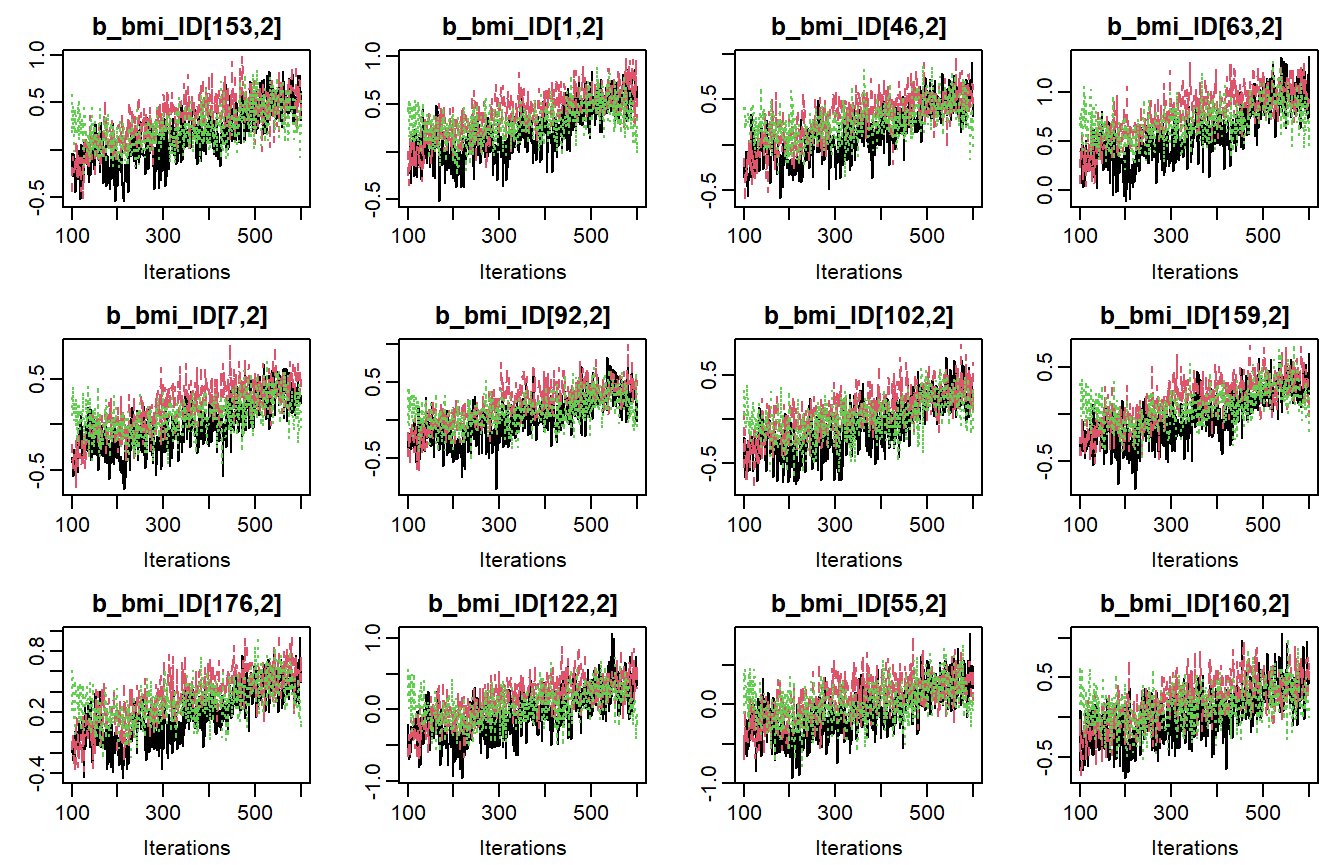 b_bmi_ID[153,2] b_bmi_ID[1,2] b_bmi_ID[46,2] b_bmi_ID[63,2]
-0.5 0.5 1.0 -0.5 0.5 1.0 -0.5 0.5 0.0 0.5 1.0
100 300 500 100 300 500 100 300 500 100 300 500
Iterations Iterations Iterations Iterations
b_bmi_ID[7,2] b_bmi_ID[92,2] b_bmi_ID[102,2] b_bmi_ID[159,2]
-0.5 0.5 -0.5 0.5 -0.5 0.5 -0.5 0.5
100 300 500 100 300 500 100 300 500 100 300 500
Iterations Iterations Iterations Iterations
b_bmi_ID[176,2] b_bmi_ID[122,2] b_bmi_ID[55,2] b_bmi_ID[160,2]
-0.4 0.2 0.8 -1.0 0.0 1.0 -1.0 0.0 -0.5 0.5
100 300 500 100 300 500 100 300 500 100 300 500
Iterations Iterations Iterations Iterations